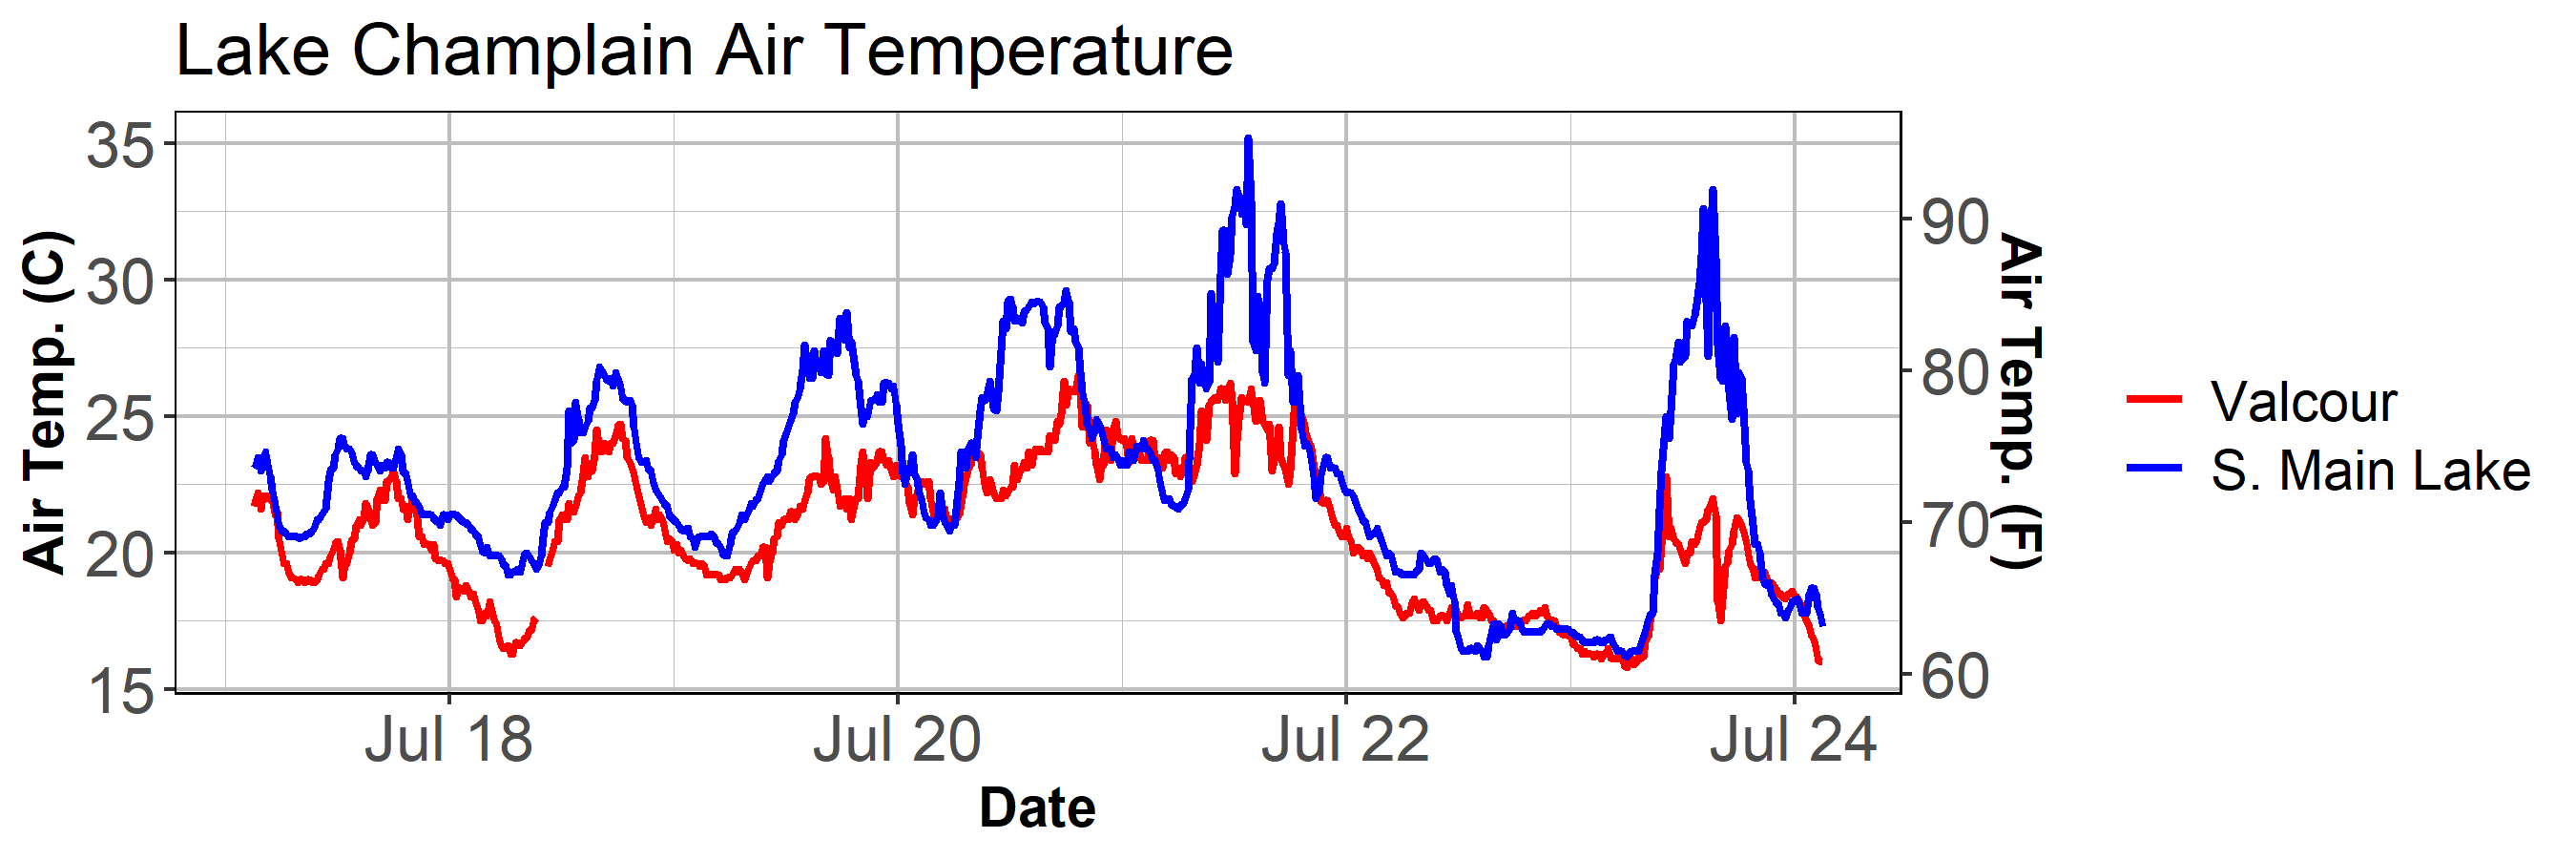 Lake Champlain Air Temperature
Air Temp. (C)
35
30
25
20
15
90
80
70
60
Air Temp. (F)
Jul 18
Jul 20
Jul 22
Jul 24
Date
Valcour
S. Main Lake